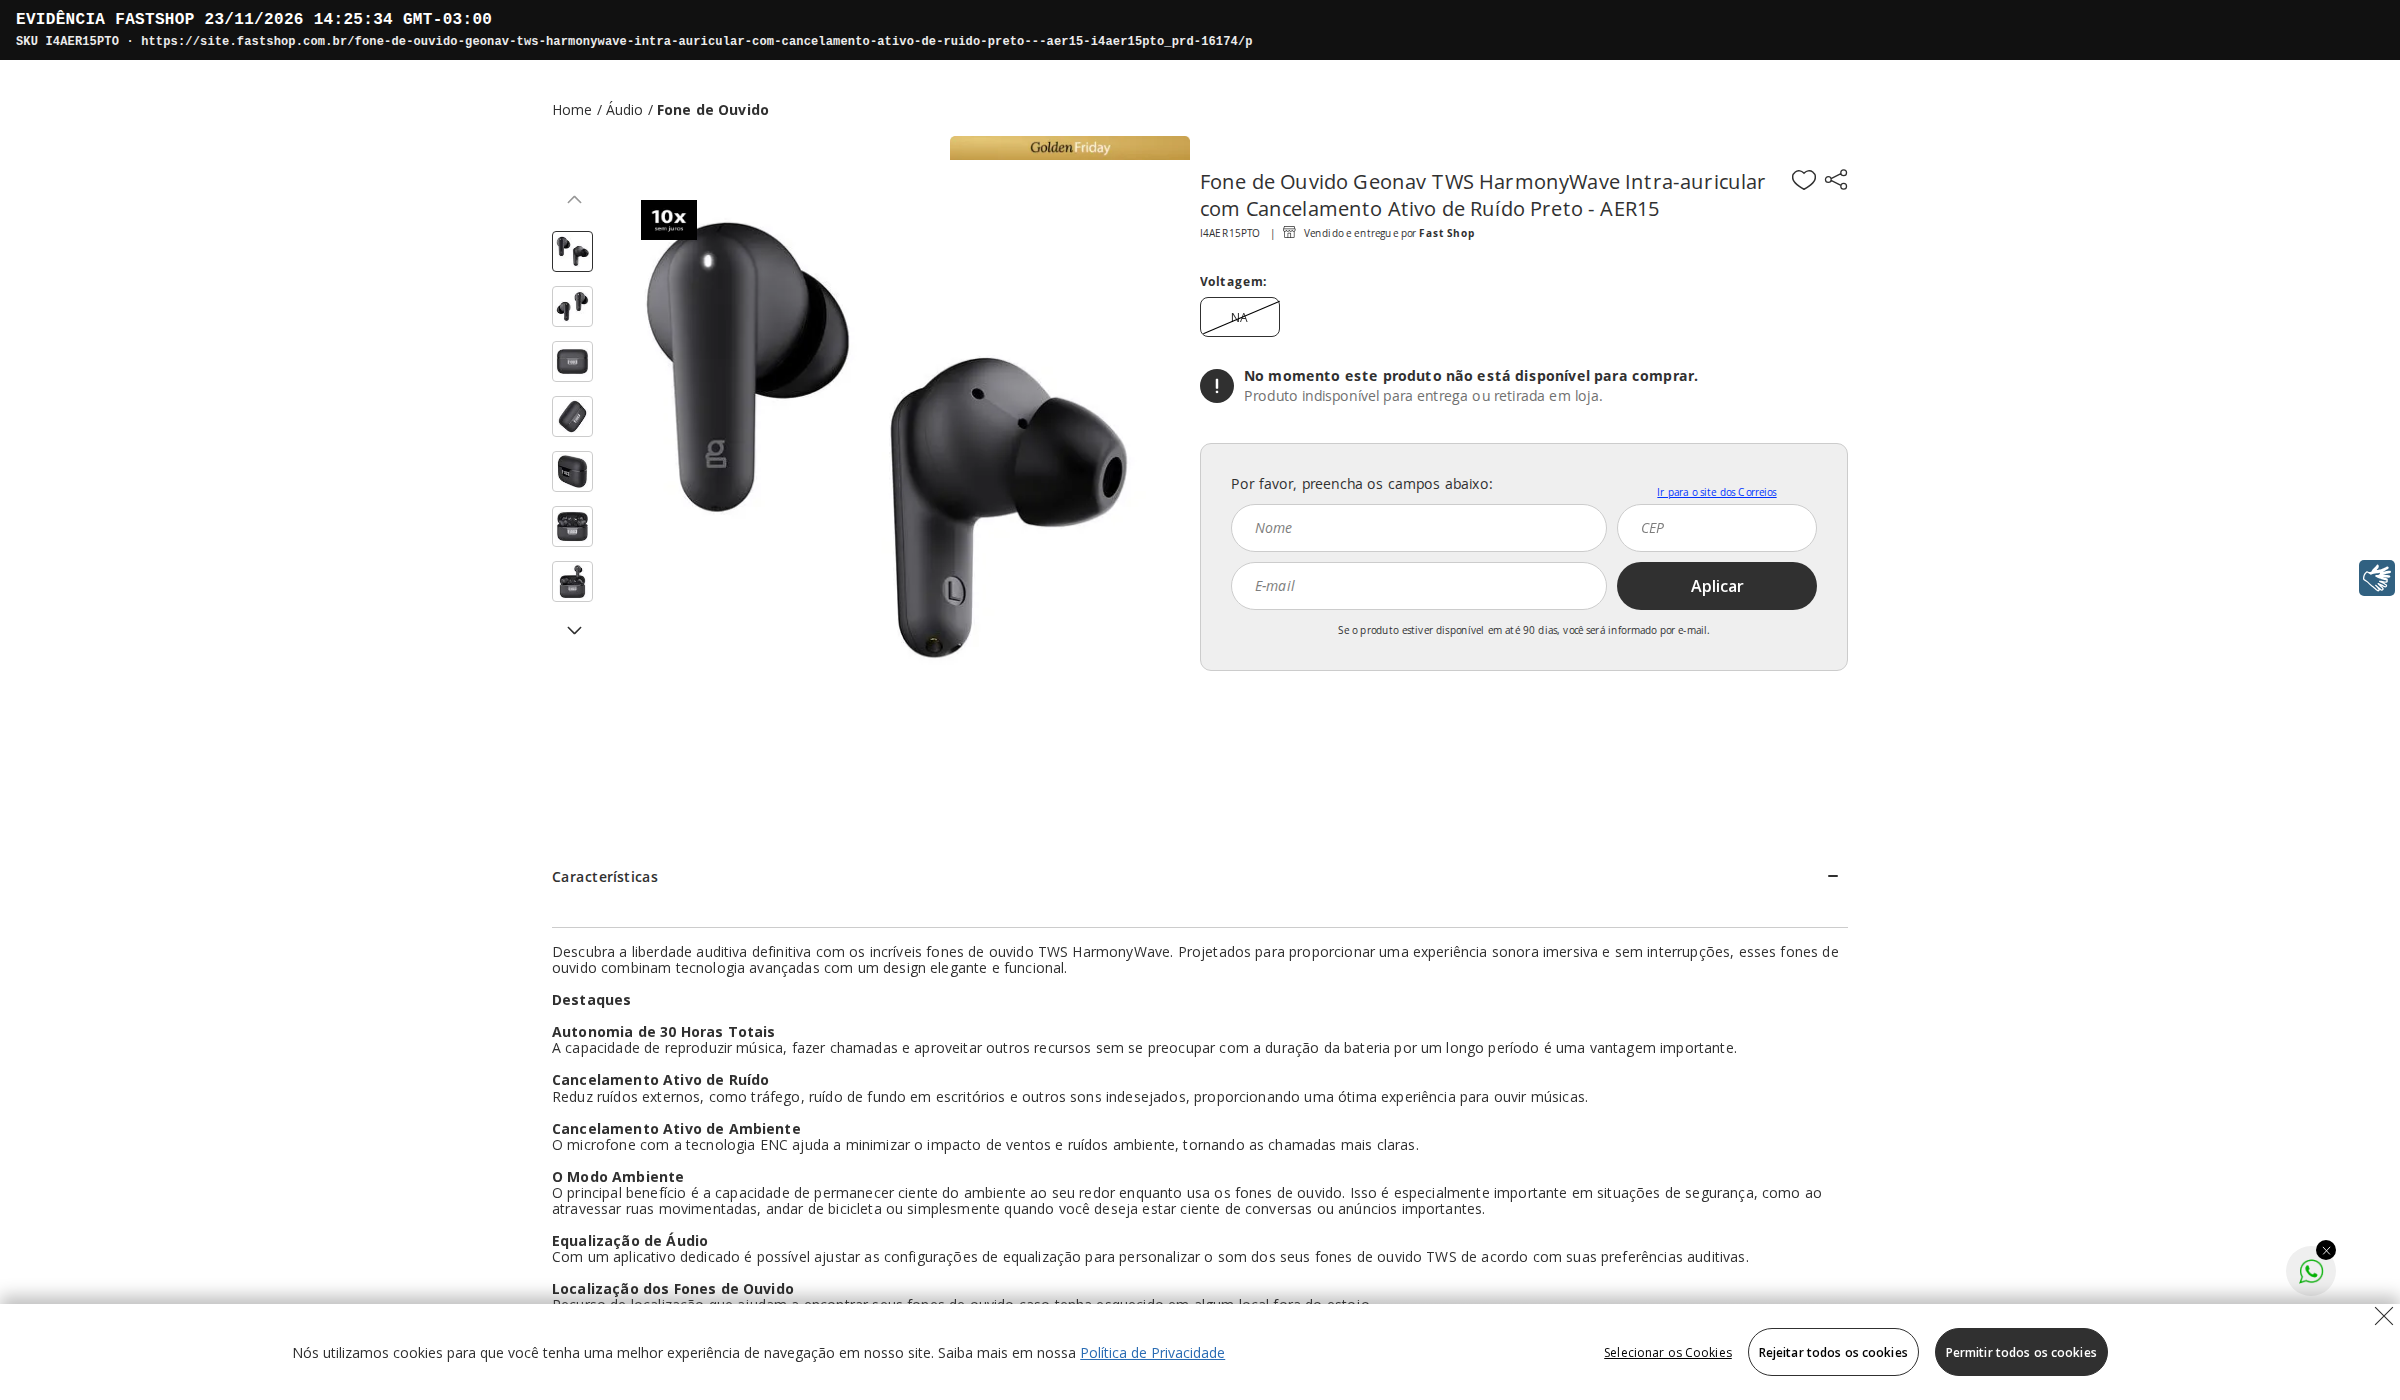 EVIDÊNCIA FASTSHOP 23/11/2026 14:25:34 GMT-03:00
SKU I4AER15PTO · https://site.fastshop.com.br/fone-de-ouvido-geonav-tws-harmonywave-intra-auricular-com-cancelamento-ativo-de-ruido-preto---aer15-i4aer15pto_prd-16174/p
Home / Áudio / Fone de Ouvido
Golden Friday
10x
sem juros
Fone de Ouvido Geonav TWS HarmonyWave Intra-auricular
com Cancelamento Ativo de Ruído Preto - AER15
I4AER15PTO | Vendido e entregue por Fast Shop
Voltagem:
NA
No momento este produto não está disponível para comprar.
Produto indisponível para entrega ou retirada em loja.
Por favor, preencha os campos abaixo:
Ir para o site dos Correios
Nome
CEP
E-mail
Aplicar
Se o produto estiver disponível em até 90 dias, você será informado por e-mail.
L
Características
Descubra a liberdade auditiva definitiva com os incríveis fones de ouvido TWS HarmonyWave. Projetados para proporcionar uma experiência sonora imersiva e sem interrupções, esses fones de
ouvido combinam tecnologia avançadas com um design elegante e funcional.
Destaques
Autonomia de 30 Horas Totais
A capacidade de reproduzir música, fazer chamadas e aproveitar outros recursos sem se preocupar com a duração da bateria por um longo período é uma vantagem importante.
Cancelamento Ativo de Ruído
Reduz ruídos externos, como tráfego, ruído de fundo em escritórios e outros sons indesejados, proporcionando uma ótima experiência para ouvir músicas.
Cancelamento Ativo de Ambiente
O microfone com a tecnologia ENC ajuda a minimizar o impacto de ventos e ruídos ambiente, tornando as chamadas mais claras.
O Modo Ambiente
O principal benefício é a capacidade de permanecer ciente do ambiente ao seu redor enquanto usa os fones de ouvido. Isso é especialmente importante em situações de segurança, como ao
atravessar ruas movimentadas, andar de bicicleta ou simplesmente quando você deseja estar ciente de conversas ou anúncios importantes.
Equalização de Áudio
Com um aplicativo dedicado é possível ajustar as configurações de equalização para personalizar o som dos seus fones de ouvido TWS de acordo com suas preferências auditivas.
Localização dos Fones de Ouvido
Nós utilizamos cookies para que você tenha uma melhor experiência de navegação em nosso site. Saiba mais em nossa Política de Privacidade
Selecionar os Cookies
Rejeitar todos os cookies
Permitir todos os cookies